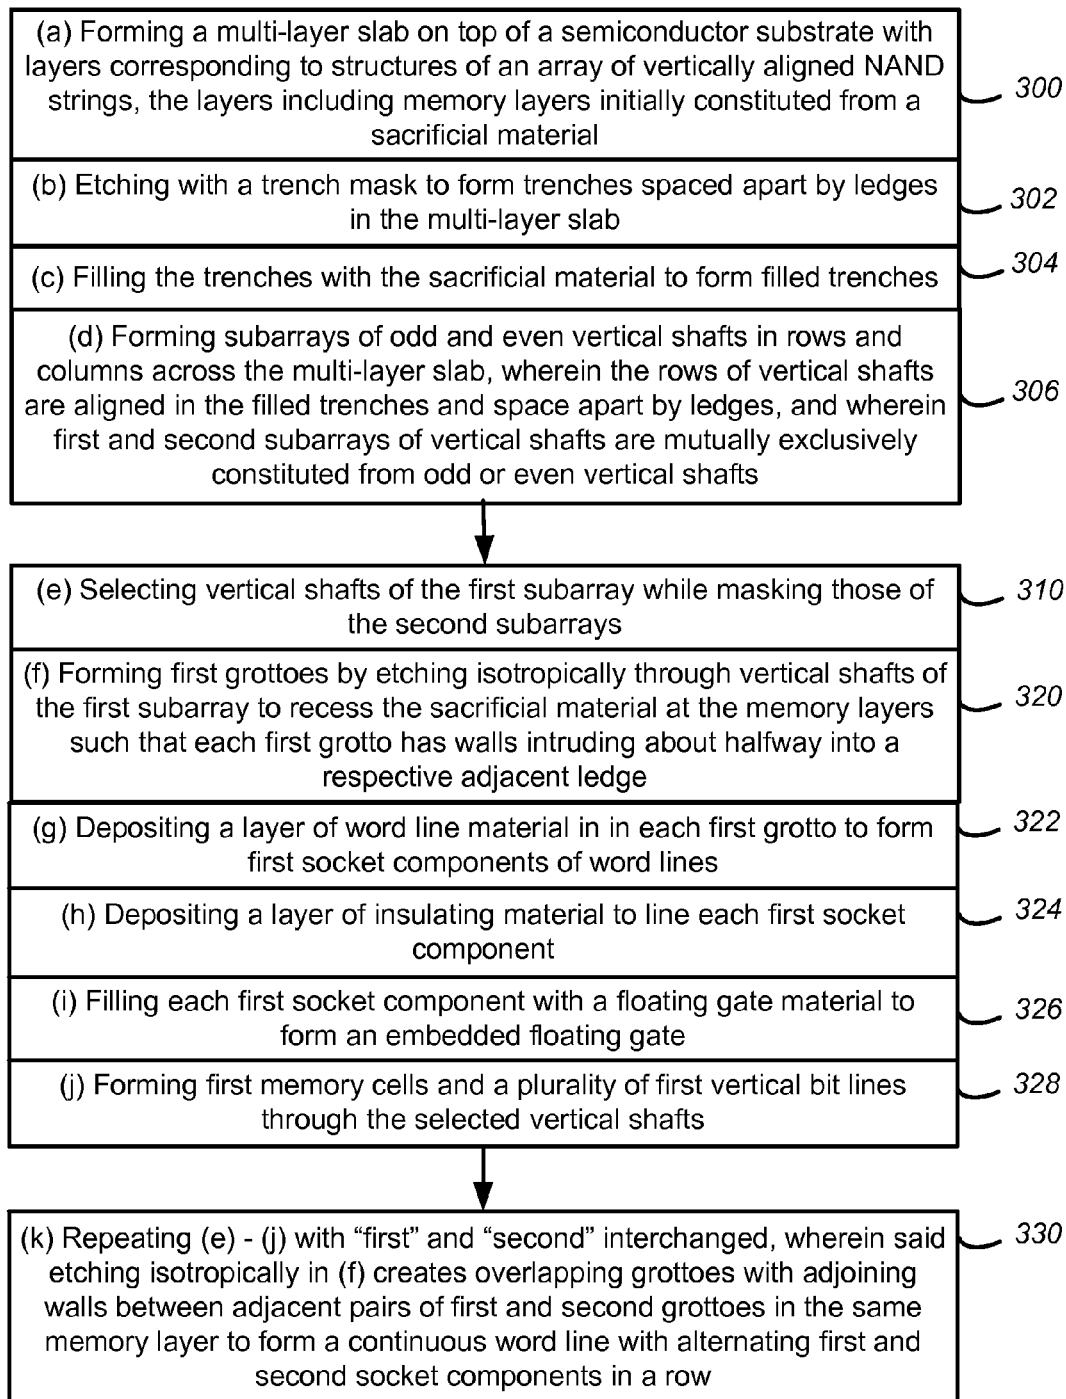 (a) Forming a multi-layer slab on top of a semiconductor substrate with
layers corresponding to structures of an array of vertically aligned NAND
strings, the layers including memory layers initially constituted from a
sacrificial material
300
(b) Etching with a trench mask to form trenches spaced apart by ledges
in the multi-layer slab
302
(c) Filling the trenches with the sacrificial material to form filled trenches
304
(d) Forming subarrays of odd and even vertical shafts in rows and
columns across the multi-layer slab, wherein the rows of vertical shafts
are aligned in the filled trenches and space apart by ledges, and wherein
first and second subarrays of vertical shafts are mutually exclusively
constituted from odd or even vertical shafts
306
(e) Selecting vertical shafts of the first subarray while masking those of
the second subarrays
310
(f) Forming first grottoes by etching isotropically through vertical shafts of
the first subarray to recess the sacrificial material at the memory layers
such that each first grotto has walls intruding about halfway into a
respective adjacent ledge
320
(g) Depositing a layer of word line material in in each first grotto to form
first socket components of word lines
322
(h) Depositing a layer of insulating material to line each first socket
component
324
(i) Filling each first socket component with a floating gate material to
form an embedded floating gate
326
(j) Forming first memory cells and a plurality of first vertical bit lines
through the selected vertical shafts
328
(k) Repeating (e) - (j) with “first” and “second” interchanged, wherein said
etching isotropically in (f) creates overlapping grottoes with adjoining
walls between adjacent pairs of first and second grottoes in the same
memory layer to form a continuous word line with alternating first and
second socket components in a row
330